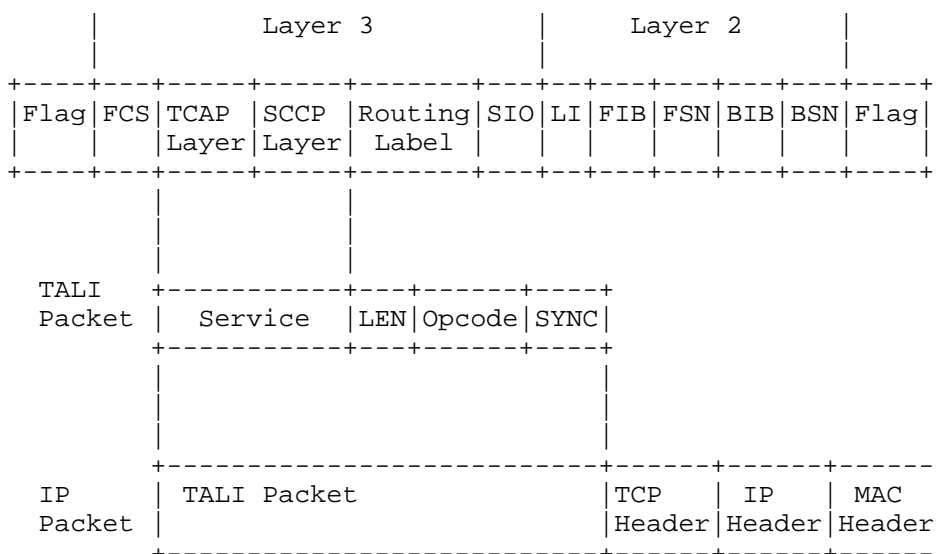 Layer 3 Layer 2
Flag FCS TCAP SCCP Routing SIO LI FIB FSN BIB BSN Flag
Layer Layer Label
TALI
Packet Service LEN Opcode SYNC
IP TALI Packet TCP IP MAC
Packet Header Header Header